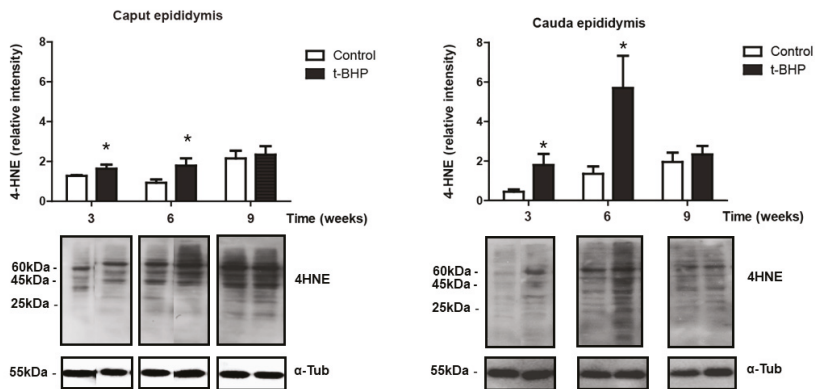 Caput epididymis
4-HNE (relative intensity)
8
6
4
2
0
Control
t-BHP
*
*
3
6
9
Time (weeks)
60kDa -
45kDa -
25kDa -
4HNE
55kDa
α-Tub
Cauda epididymis
4-HNE (relative intensity)
8
6
4
2
0
Control
t-BHP
*
*
3
6
9
Time (weeks)
60kDa -
45kDa -
25kDa -
4HNE
55kDa -
α-Tub